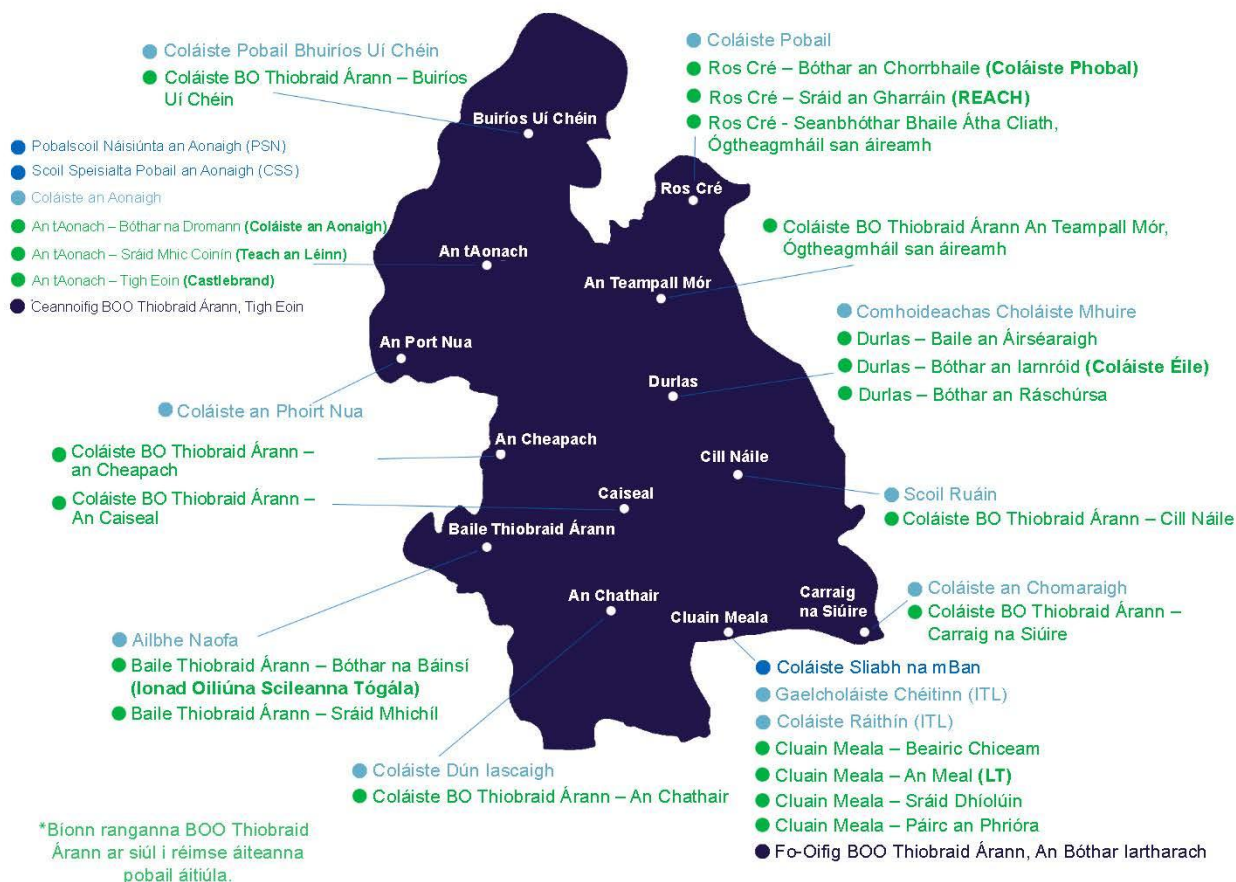 Coláiste Pobail Bhuiríos Uí Chéin
Coláiste BO Thiobraid Árann – Buiríos
Uí Chéin
Coláiste Pobail
Ros Cré – Bóthar an Chorrbhaile (Coláiste Phobal)
Ros Cré – Sráid an Gharráin (REACH)
Ros Cré - Seanbhóthar Bhaile Átha Cliath,
Ógtheagmháil san áireamh
Buiríos Uí Chéin
Pobalscoil Náisiúnta an Aonaigh (PSN)
Scoil Speisialta Pobail an Aonaigh (CSS)
Coláiste an Aonaigh
An tAonach – Bóthar na Dromann (Coláiste an Aonaigh)
An tAonach – Sráid Mhic Coinín (Teach an Léinn)
An tAonach – Tigh Eoin (Castlebrand)
Ceannoifig BOO Thiobraid Árann, Tigh Eoin
Ros Cré
Coláiste BO Thiobraid Árann An Teampall Mór,
Ógtheagmháil san áireamh
An tAonach
An Teampall Mór
Comhoideachas Choláiste Mhuire
Durlas – Baile an Áirséaraigh
Durlas – Bóthar an Iarnróid (Coláiste Éile)
Durlas – Bóthar an Ráschúrsa
An Port Nua
Durlas
Coláiste an Phoirt Nua
An Cheapach
Coláiste BO Thiobraid Árann –
an Cheapach
Cill Náile
Coláiste BO Thiobraid Árann –
An Caiseal
Caiseal
Scoil Ruáin
Coláiste BO Thiobraid Árann – Cill Náile
Baile Thiobraid Árann
An Chathair
Cluain Meala
Carraig
na Siúire
Coláiste an Chomaraigh
Coláiste BO Thiobraid Árann –
Carraig na Siúire
Ailbhe Naofa
Baile Thiobraid Árann – Bóthar na Báinsí
(Ionad Oiliúna Scileanna Tógála)
Baile Thiobraid Árann – Sráid Mhichíl
Coláiste Sliabh na mBan
Gaelcholáiste Chéitinn (ITL)
Coláiste Ráithín (ITL)
Cluain Meala – Beairic Chiceam
Cluain Meala – An Meal (LT)
Cluain Meala – Sráid Dhíolúin
Cluain Meala – Páirc an Phrióra
Fo-Oifig BOO Thiobraid Árann, An Bóthar Iartharach
Coláiste Dún Iascaigh
Coláiste BO Thiobraid Árann – An Chathair
*Bíonn ranganna BOO Thiobraid
Árann ar siúl i réimse áiteanna
pobail áitiúla.